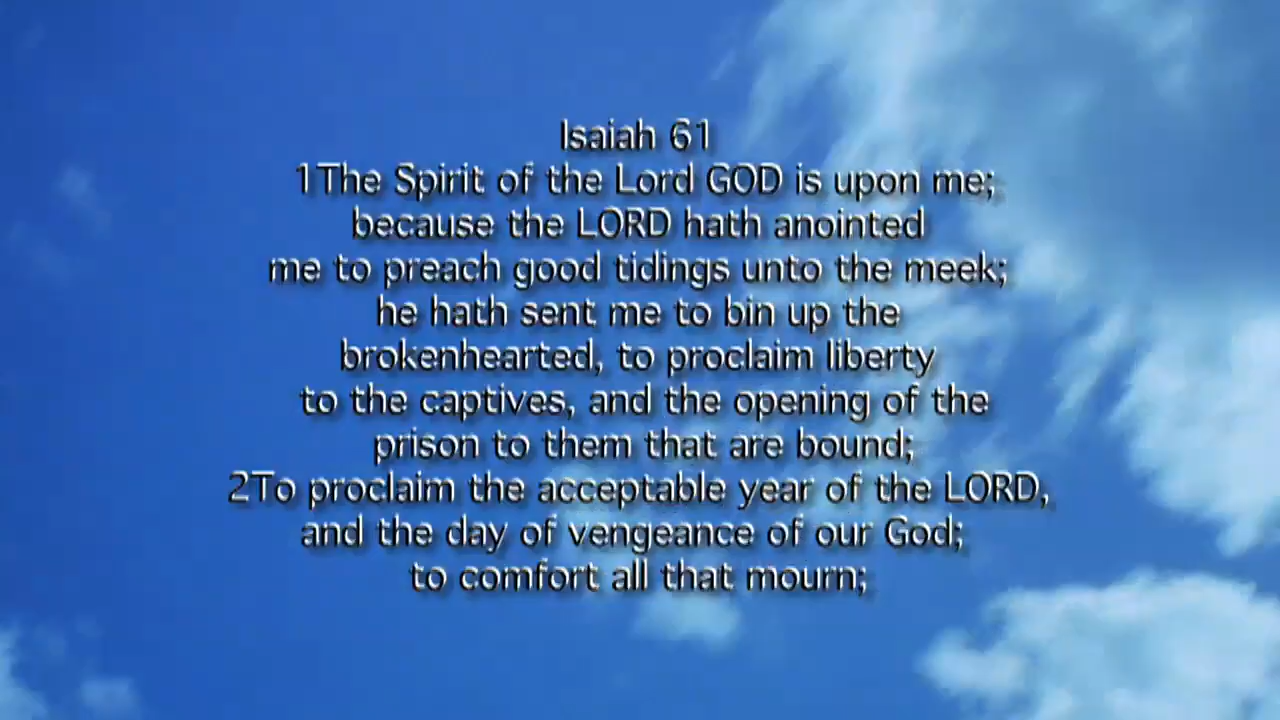 Isaiah 61
1The Spirit of the Lord GOD is upon me;
because the LORD hath anointed
me to preach good tidings unto the meek;
he hath sent me to bin up the
brokenhearted, to proclaim liberty
to the captives, and the opening of the
prison to them that are bound;
2To proclaim the acceptable year of the LORD,
and the day of vengeance of our God;
to comfort all that mourn;